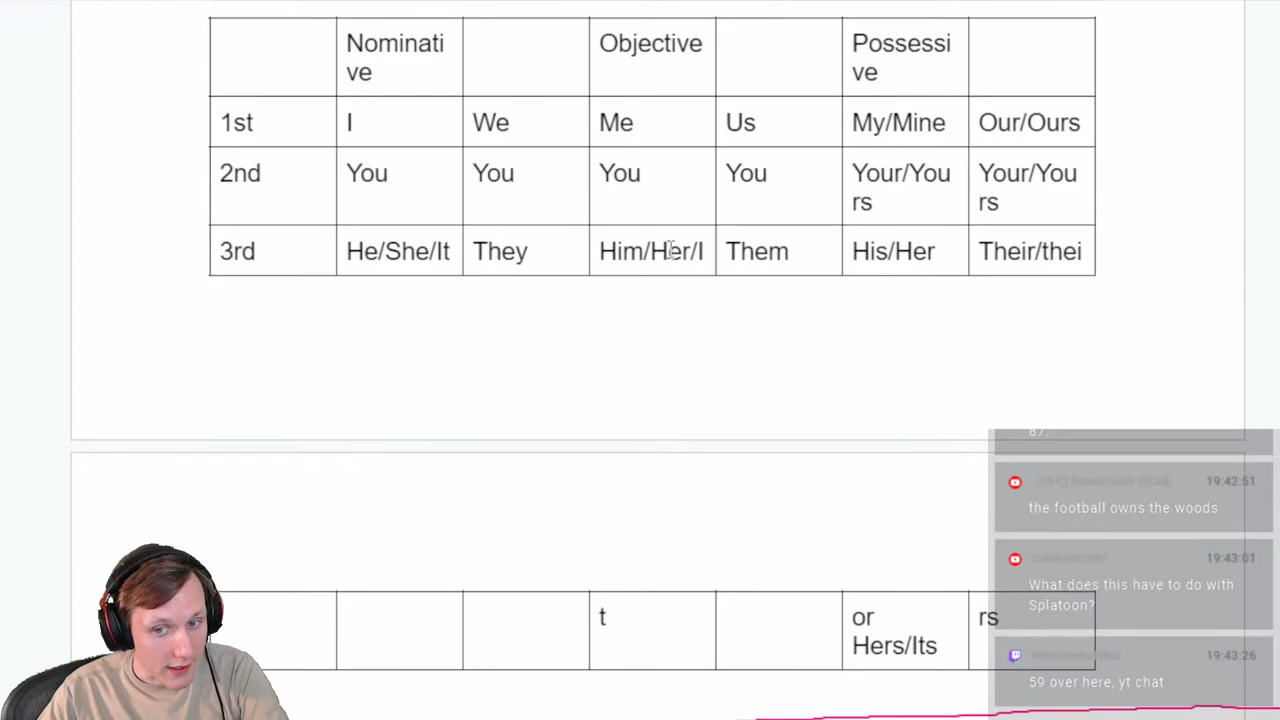 Nominati Objective Possessi
ve ve
1st I We Me Us My/Mine Our/Ours
2nd You You You You Your/You Your/You
rs rs
3rd He/She/It They Him/Her/I Them His/Her Their/thei
87.
19:42:51
the football owns the woods
19:43:01
What does this have to do with
Splatoon?
t or rs
Hers/Its
19:43:26
59 over here, yt chat